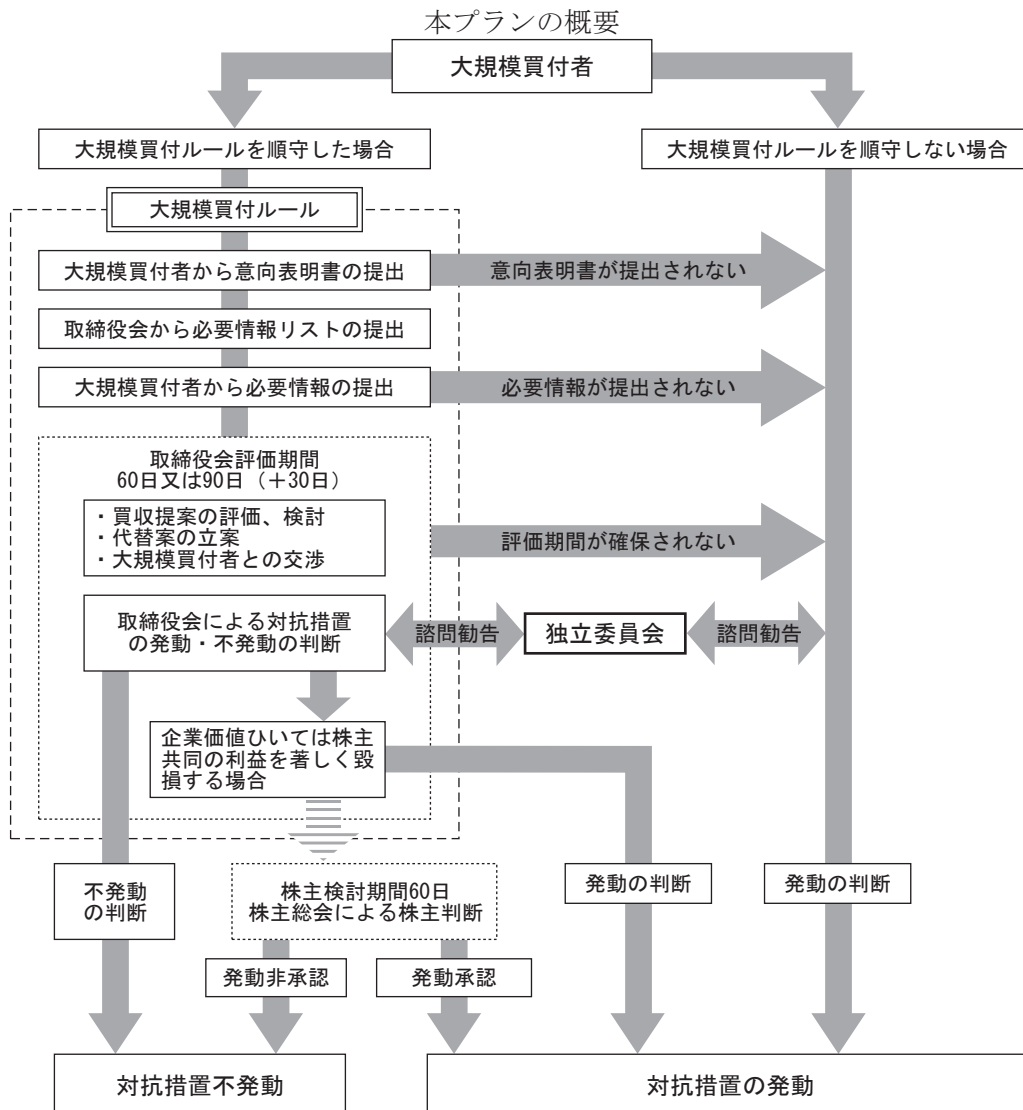 本プランの概要
大規模買付者
大規模買付ルールを順守した場合
大規模買付ルールを順守しない場合
大規模買付ルール
大規模買付者から意向表明書の提出
意向表明書が提出されない
取締役会から必要情報リストの提出
大規模買付者から必要情報の提出
必要情報が提出されない
取締役会評価期間
60日又は90日（＋30日）
・買収提案の評価、検討
・代替案の立案
・大規模買付者との交渉
評価期間が確保されない
取締役会による対抗措置
の発動・不発動の判断
諮問勧告
独立委員会
諮問勧告
企業価値ひいては株主
共同の利益を著しく毀
損する場合
不発動
の判断
株主検討期間60日
株主総会による株主判断
発動の判断
発動の判断
発動非承認
発動承認
対抗措置不発動
対抗措置の発動